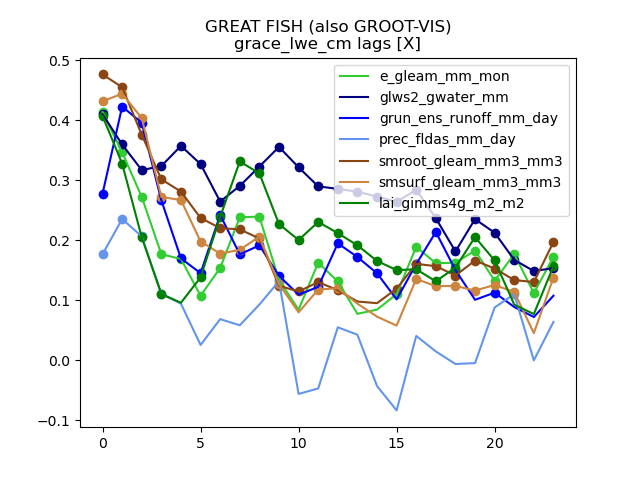 GREAT FISH (also GROOT-VIS)
grace_lwe_cm lags [X]
0.5
0.4
0.3
0.2
0.1
0.0
−0.1
0
5
10
15
20
e_gleam_mm_mon
glws2_gwater_mm
grun_ens_runoff_mm_day
prec_fldas_mm_day
smroot_gleam_mm3_mm3
smsurf_gleam_mm3_mm3
lai_gimms4g_m2_m2